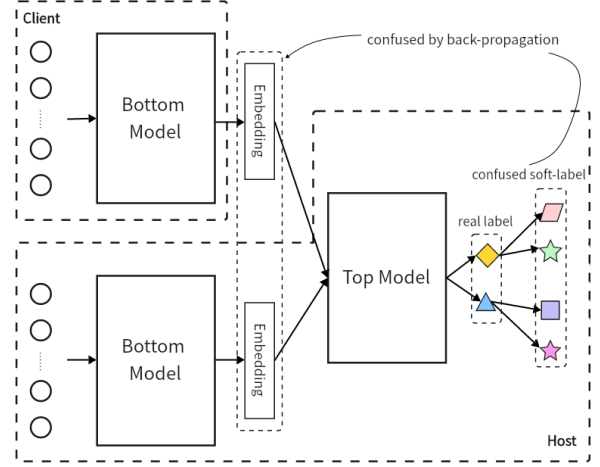 Client
confused by back-propagation
Bottom
Model
Embedding
confused soft-label
real label
Top Model
Bottom
Model
Embedding
Host